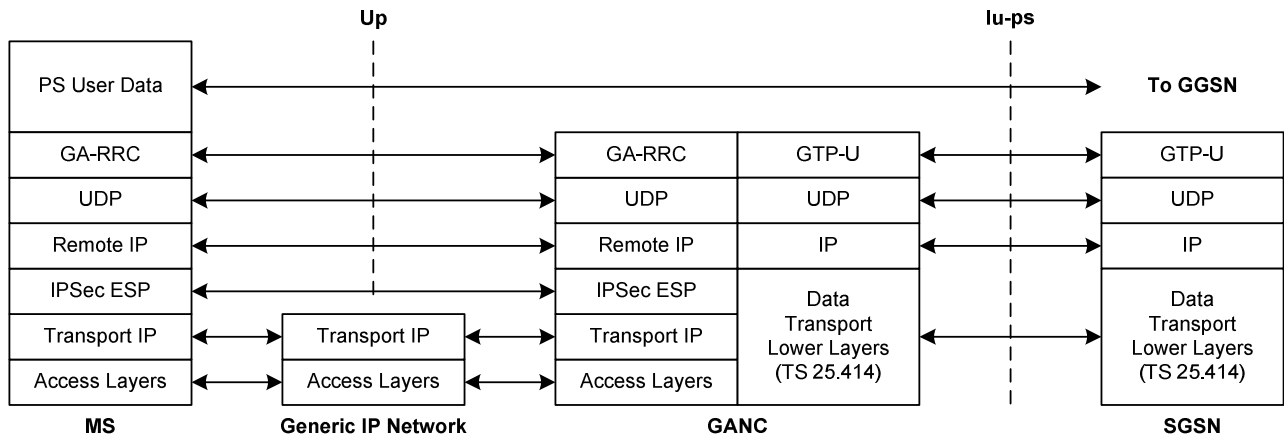 Up
Iu-ps
PS User Data
To GGSN
GA-RRC
GA-RRC
GTP-U
GTP-U
UDP
UDP
UDP
UDP
Remote IP
Remote IP
IP
IP
IPSec ESP
IPSec ESP
Data
Transport
Lower Layers
(TS 25.414)
Data
Transport
Lower Layers
(TS 25.414)
Transport IP
Transport IP
Transport IP
Access Layers
Access Layers
Access Layers
MS
Generic IP Network
GANC
SGSN